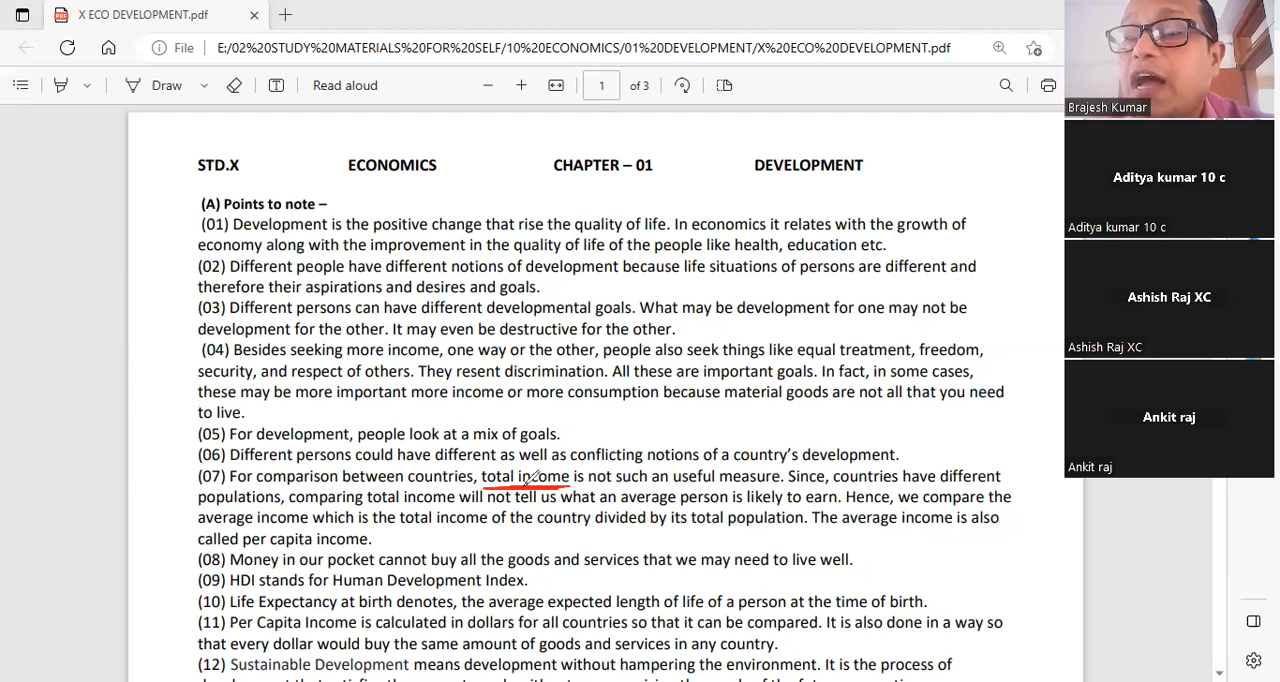 X ECO DEVELOPMENT.pdf
File E:/02%20STUDY%20MATERIALS%20FOR%20SELF/10%20ECONOMICS/01%20DEVELOPMENT/X%20ECO%20DEVELOPMENT.pdf
Draw Read aloud 1 of 3
STD.X ECONOMICS CHAPTER – 01 DEVELOPMENT
(A) Points to note –
(01) Development is the positive change that rise the quality of life. In economics it relates with the growth of
economy along with the improvement in the quality of life of the people like health, education etc.
(02) Different people have different notions of development because life situations of persons are different and
therefore their aspirations and desires and goals.
(03) Different persons can have different developmental goals. What may be development for one may not be
development for the other. It may even be destructive for the other.
(04) Besides seeking more income, one way or the other, people also seek things like equal treatment, freedom,
security, and respect of others. They resent discrimination. All these are important goals. In fact, in some cases,
these may be more important more income or more consumption because material goods are not all that you need
to live.
(05) For development, people look at a mix of goals.
(06) Different persons could have different as well as conflicting notions of a country's development.
(07) For comparison between countries, total income is not such an useful measure. Since, countries have different
populations, comparing total income will not tell us what an average person is likely to earn. Hence, we compare the
average income which is the total income of the country divided by its total population. The average income is also
called per capita income.
(08) Money in our pocket cannot buy all the goods and services that we may need to live well.
(09) HDI stands for Human Development Index.
(10) Life Expectancy at birth denotes, the average expected length of life of a person at the time of birth.
(11) Per Capita Income is calculated in dollars for all countries so that it can be compared. It is also done in a way so
that every dollar would buy the same amount of goods and services in any country.
(12) Sustainable Development means development without hampering the environment. It is the process of
Brajesh Kumar
Aditya kumar 10 c
Aditya kumar 10 c
Ashish Raj XC
Ashish Raj XC
Ankit raj
Ankit raj